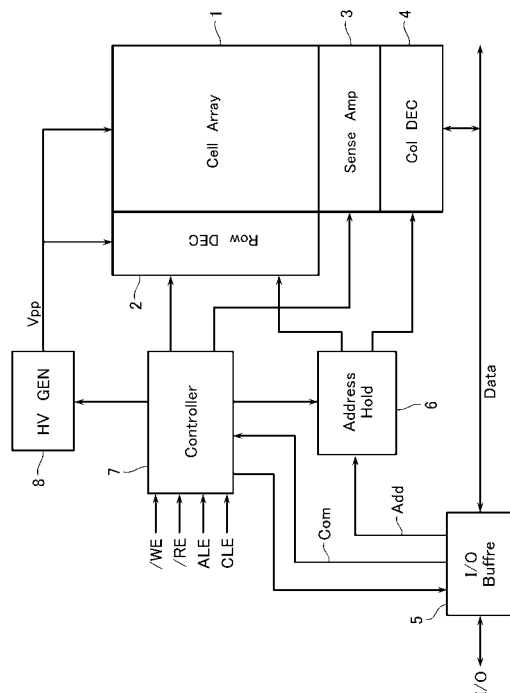 8
HV GEN
Vpp
7
Controller
/WE
/RE
ALE
CLE
2
Row DEC
Cell Array
1
Sense Amp
3
Col DEC
4
Address
Hold
6
Com
Add
Data
I/O
5
I/O
Buffre